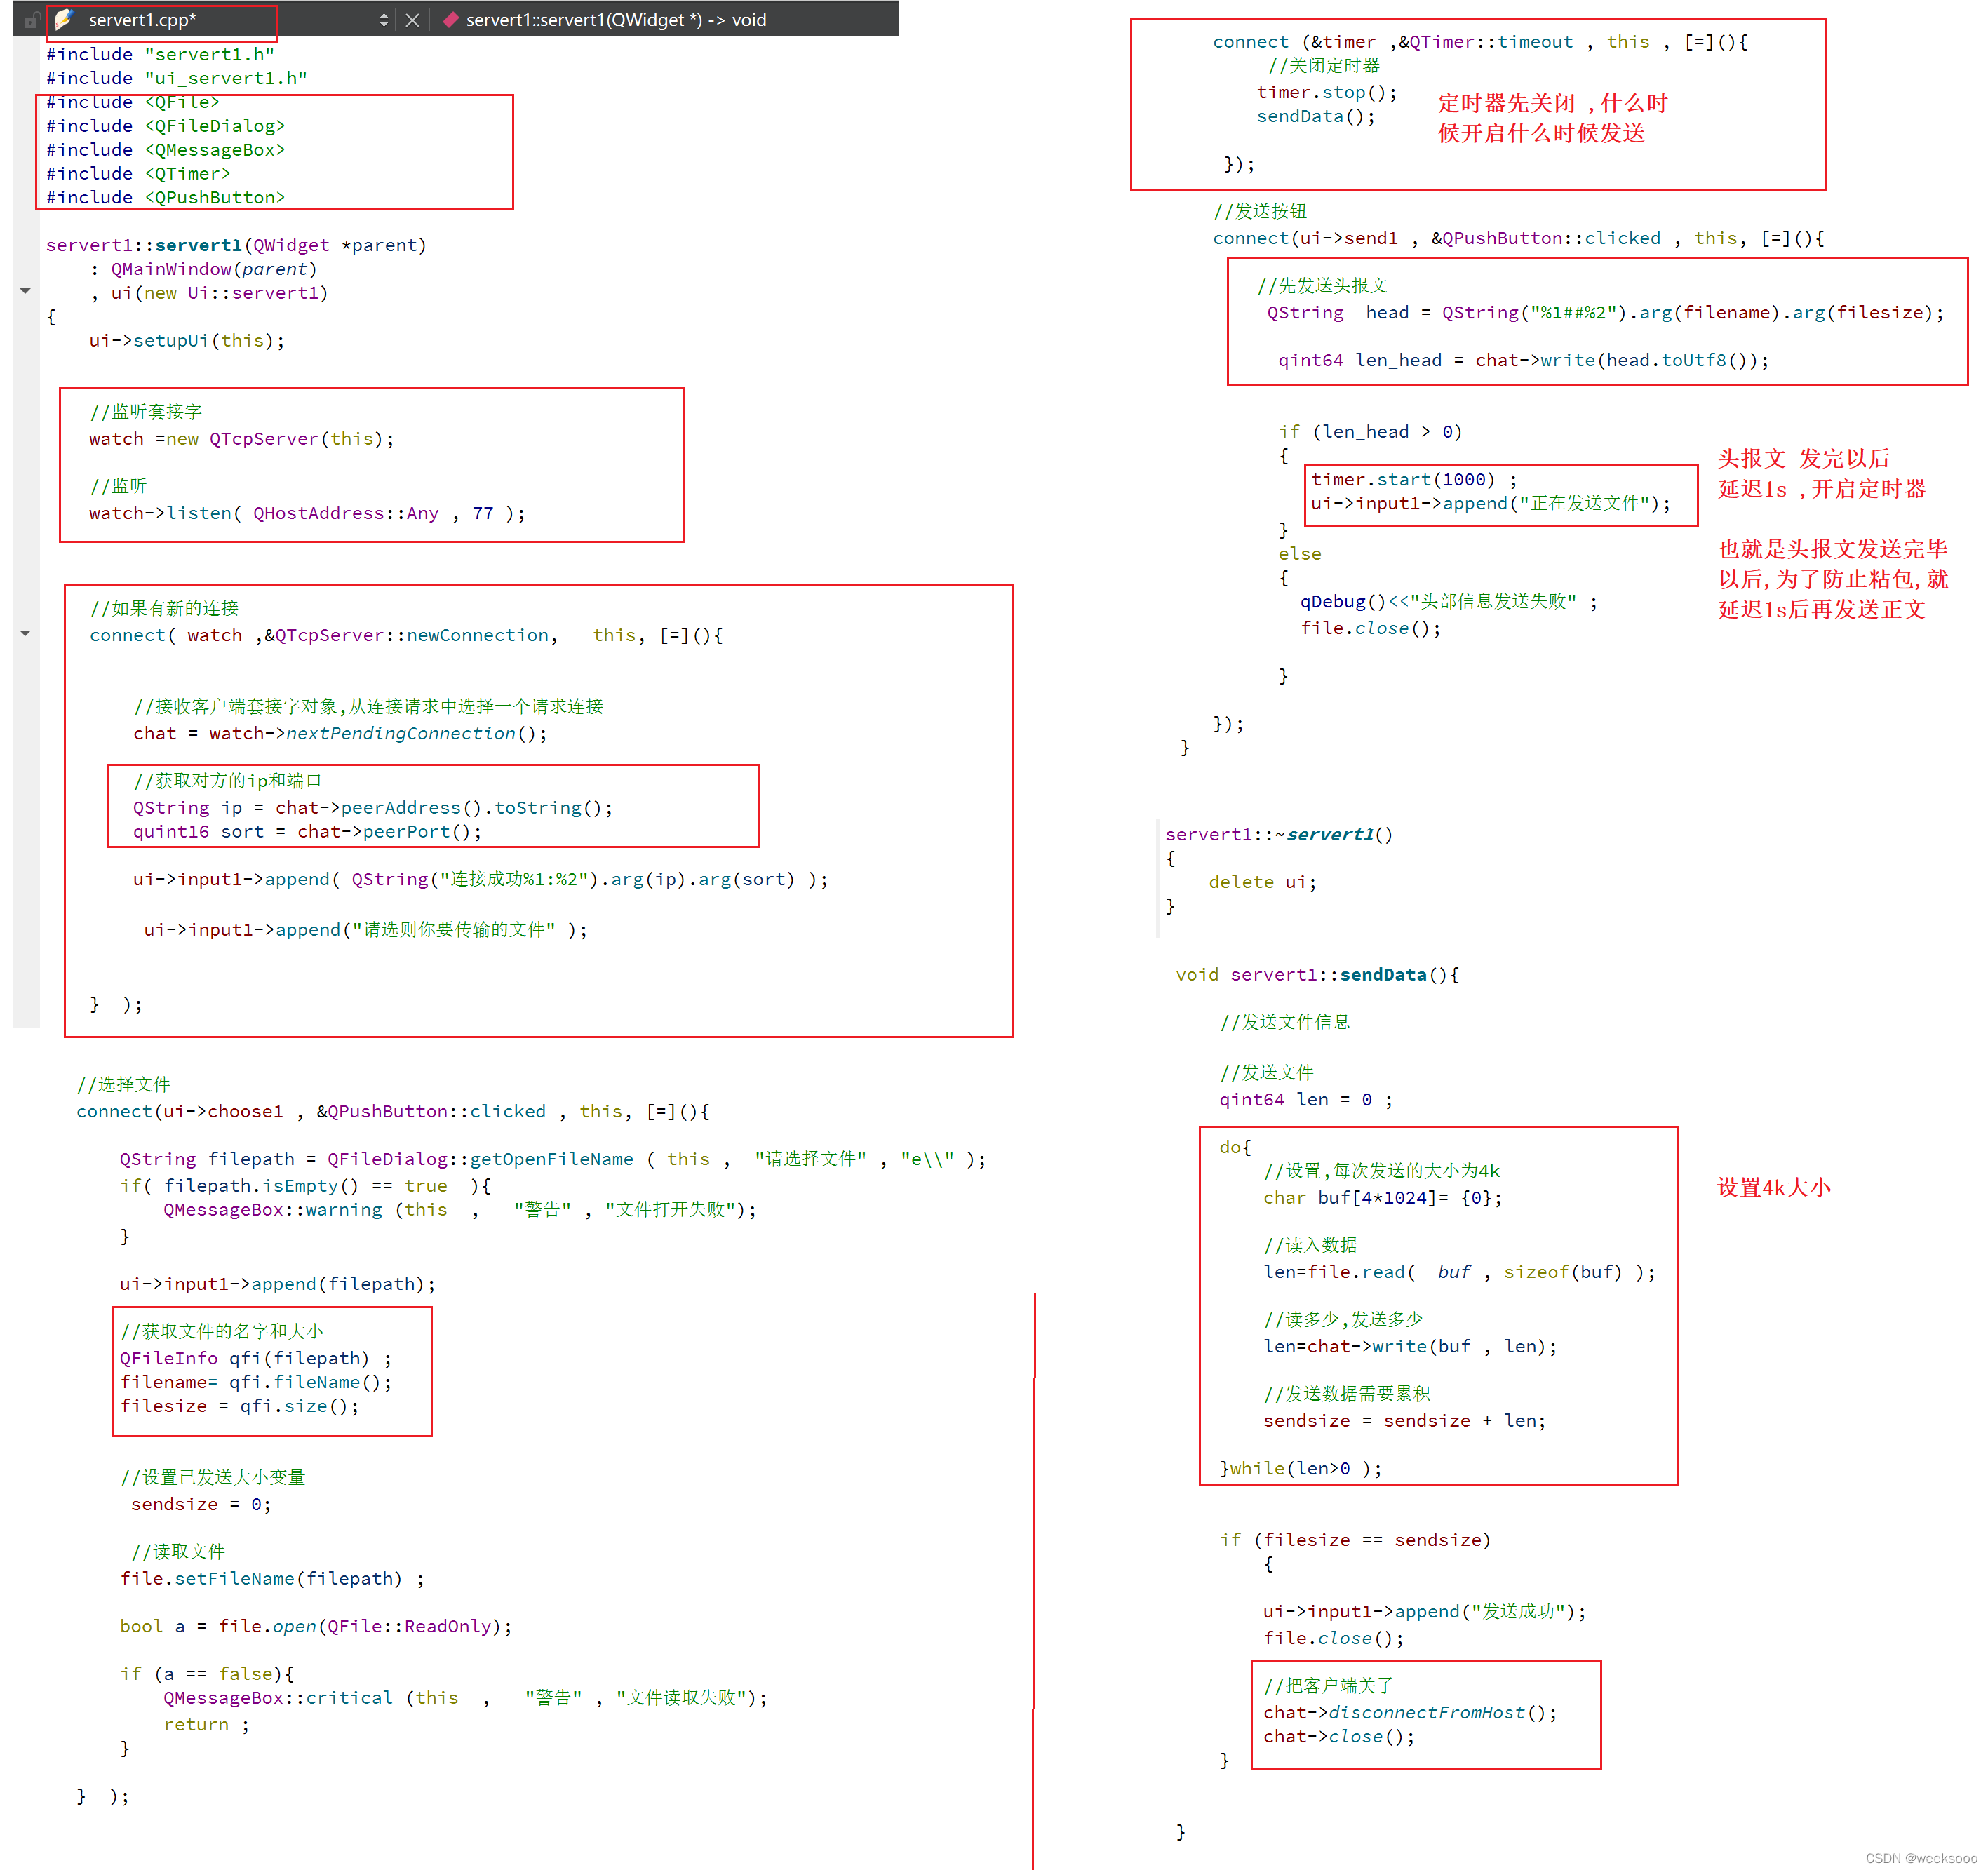 servert1.cpp*
servert1::servert1(QWidget *) -> void
#include "servert1.h"
#include "ui_servert1.h"
#include <QFile>
#include <QFileDialog>
#include <QMessageBox>
#include <QTimer>
#include <QPushButton>
servert1::servert1(QWidget *parent)
: QMainWindow(parent)
, ui(new Ui::servert1)
{
ui->setupUi(this);
//监听套接字
watch =new QTcpServer(this);
//监听
watch->listen( QHostAddress::Any , 77 );
//如果有新的连接
connect( watch ,&QTcpServer::newConnection,   this, [=](){
//接收客户端套接字对象,从连接请求中选择一个请求连接
chat = watch->nextPendingConnection();
//获取对方的ip和端口
QString ip = chat->peerAddress().toString();
quint16 sort = chat->peerPort();
ui->input1->append( QString("连接成功%1:%2").arg(ip).arg(sort) );
ui->input1->append("请选则你要传输的文件" );
}  );
//选择文件
connect(ui->choose1 , &QPushButton::clicked , this, [=](){
QString filepath = QFileDialog::getOpenFileName ( this ,  "请选择文件" , "e\\" );
if( filepath.isEmpty() == true  ){
QMessageBox::warning (this  ,   "警告" , "文件打开失败");
}
ui->input1->append(filepath);
//获取文件的名字和大小
QFileInfo qfi(filepath) ;
filename= qfi.fileName();
filesize = qfi.size();
//设置已发送大小变量
sendsize = 0;
//读取文件
file.setFileName(filepath) ;
bool a = file.open(QFile::ReadOnly);
if (a == false){
QMessageBox::critical (this  ,   "警告" , "文件读取失败");
return ;
}
}  );
connect (&timer ,&QTimer::timeout , this , [=](){
//关闭定时器
timer.stop();
sendData();
});
定时器先关闭 ,什么时
候开启什么时候发送
//发送按钮
connect(ui->send1 , &QPushButton::clicked , this, [=](){
//先发送头报文
QString  head = QString("%1##%2").arg(filename).arg(filesize);
qint64 len_head = chat->write(head.toUtf8());
if (len_head > 0)
{
timer.start(1000) ;
ui->input1->append("正在发送文件");
}
else
{
qDebug()<<"头部信息发送失败" ;
file.close();
}
});
}
头报文 发完以后
延迟1s ,开启定时器
也就是头报文发送完毕
以后,为了防止粘包,就
延迟1s后再发送正文
servert1::~servert1()
{
delete ui;
}
void servert1::sendData(){
//发送文件信息
//发送文件
qint64 len = 0 ;
do{
//设置,每次发送的大小为4k
char buf[4*1024]= {0};
//读入数据
len=file.read(  buf , sizeof(buf) );
//读多少,发送多少
len=chat->write(buf , len);
//发送数据需要累积
sendsize = sendsize + len;
}while(len>0 );
设置4k大小
if (filesize == sendsize)
{
ui->input1->append("发送成功");
file.close();
//把客户端关了
chat->disconnectFromHost();
chat->close();
}
}
CSDN @weeksooo